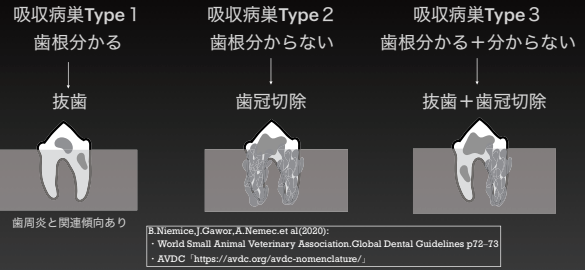 吸収病巣Type１
歯根分かる
抜歯
歯周炎と関連傾向あり
吸収病巣Type２
歯根分からない
歯冠切除
吸収病巣Type３
歯根分かる＋分からない
抜歯＋歯冠切除
B.Niemice,J.Gawor,A.Nemec.et al(2020):
・World Small Animal Veterinary Association.Global Dental Guidelines p72-73
・AVDC「https://avdc.org/avdc-nomenclature/」